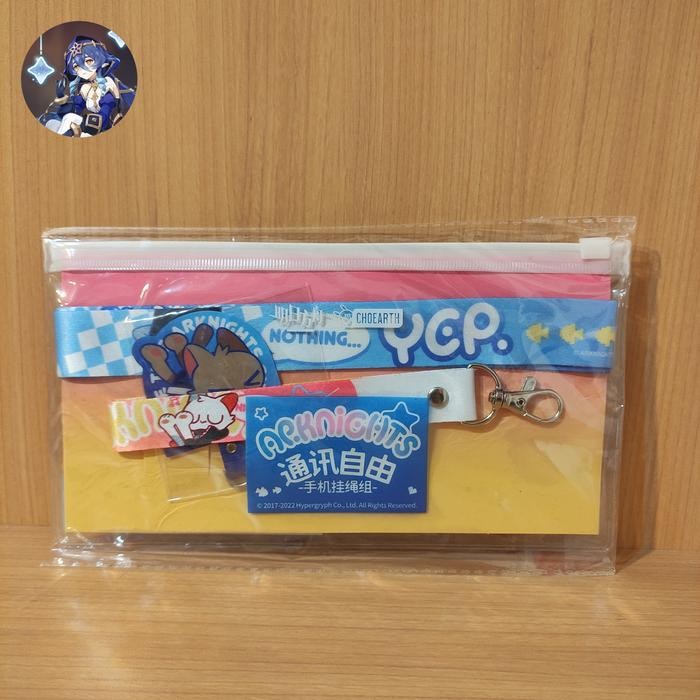 ARKNIGHTS
明日方舟
CHOEARTH
NOTHING...
YEP.
ARKNIGHTS
通讯自由
-手机挂绳组-
© 2017-2022 Hypergryph Co., Ltd. All Rights Reserved.